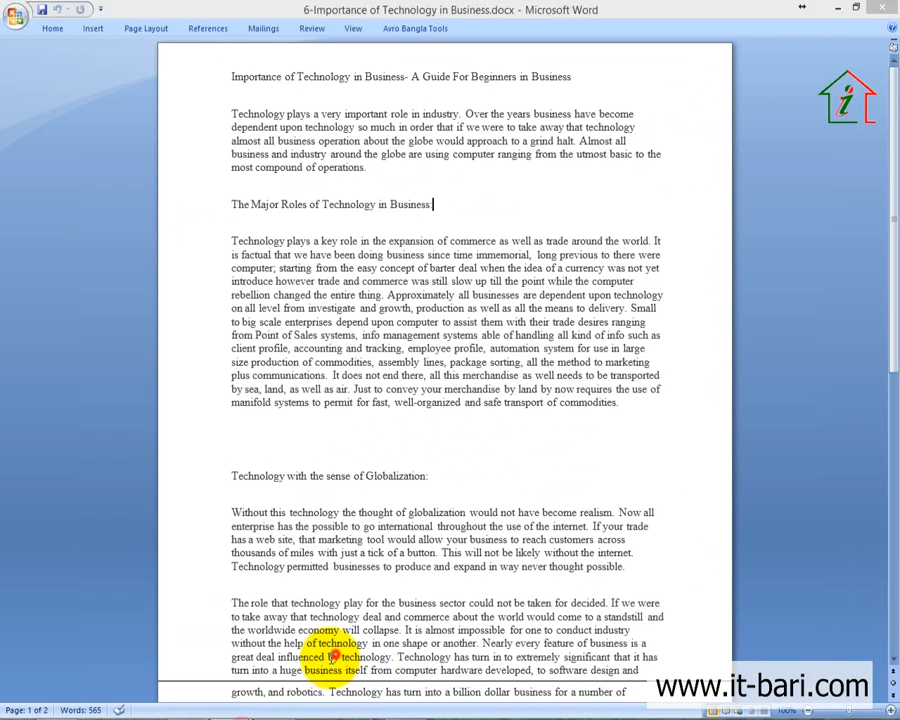 6-Importance of Technology in Business.docx - Microsoft Word
Home Insert Page Layout References Mailings Review View Avro Bangla Tools
Importance of Technology in Business- A Guide For Beginners in Business
Technology plays a very important role in industry. Over the years business have become
dependent upon technology so much in order that if we were to take away that technology
almost all business operation about the globe would approach to a grind halt. Almost all
business and industry around the globe are using computer ranging from the utmost basic to the
most compound of operations.
The Major Roles of Technology in Business:
Technology plays a key role in the expansion of commerce as well as trade around the world. It
is factual that we have been doing business since time immemorial, long previous to there were
computer; starting from the easy concept of barter deal when the idea of a currency was not yet
introduce however trade and commerce was still slow up till the point while the computer
rebellion changed the entire thing. Approximately all businesses are dependent upon technology
on all level from investigate and growth, production as well as all the means to delivery. Small
to big scale enterprises depend upon computer to assist them with their trade desires ranging
from Point of Sales systems, info management systems able of handling all kind of info such as
client profile, accounting and tracking, employee profile, automation system for use in large
size production of commodities, assembly lines, package sorting, all the method to marketing
plus communications. It does not end there, all this merchandise as well needs to be transported
by sea, land, as well as air. Just to convey your merchandise by land by now requires the use of
manifold systems to permit for fast, well-organized and safe transport of commodities.
Technology with the sense of Globalization:
Without this technology the thought of globalization would not have become realism. Now all
enterprise has the possible to go international throughout the use of the internet. If your trade
has a web site, that marketing tool would allow your business to reach customers across
thousands of miles with just a tick of a button. This will not be likely without the internet.
Technology permitted businesses to produce and expand in way never thought possible.
The role that technology play for the business sector could not be taken for decided. If we were
to take away that technology deal and commerce about the world would come to a standstill and
the worldwide economy will collapse. It is almost impossible for one to conduct industry
without the help of technology in one shape or another. Nearly every feature of business is a
great deal influenced by technology. Technology has turn in to extremely significant that it has
turn into a huge business itself from computer hardware developed, to software design and
growth, and robotics. Technology has turn into a billion dollar business for a number of
www.it-bari.com
Page: 1 of 2 Words: 565 100%